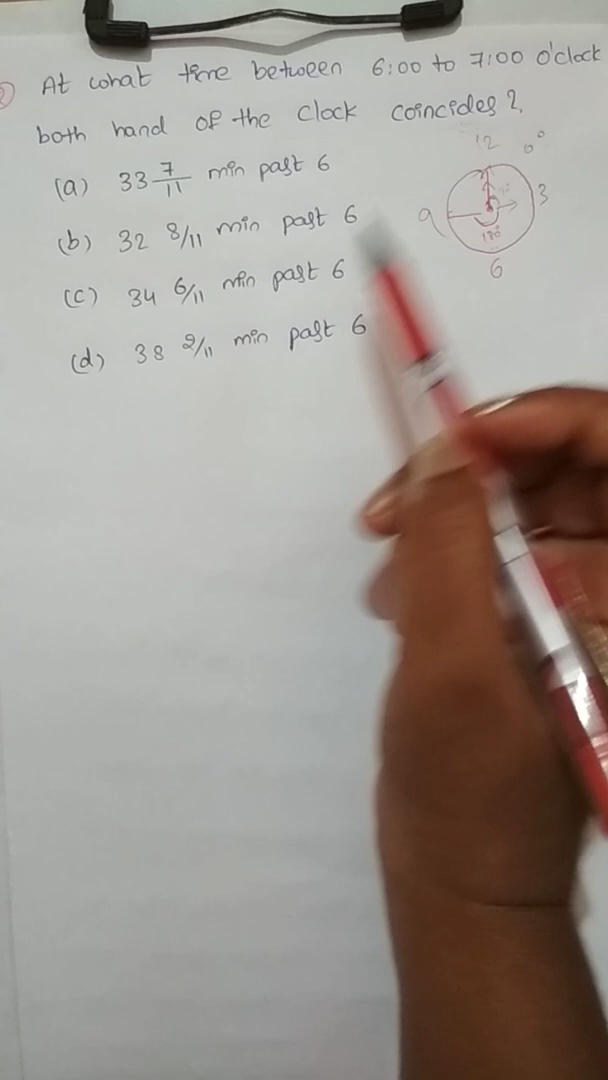 At what time between 6:00 to 7:00 o'clock
both hand of the clock coincides?
(a) 33 7/11 min past 6
(b) 32 8/11 min past 6
(c) 34 6/11 min past 6
(d) 38 2/11 min past 6
12 0°
9 3
180°
6